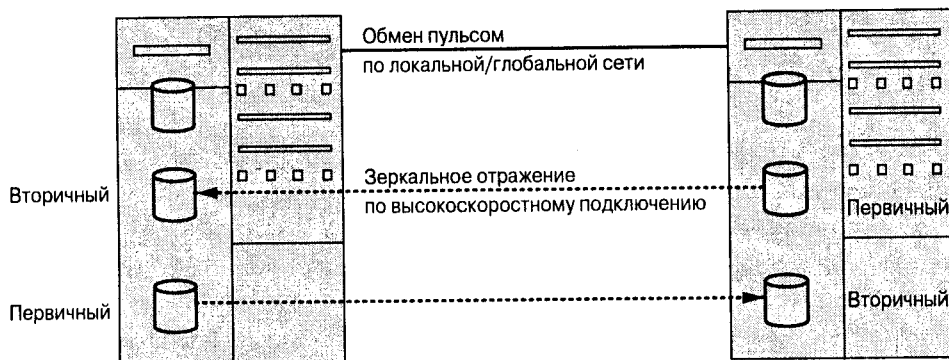 Обмен пульсом
по локальной/глобальной сети
Вторичный
Зеркальное отражение
по высокоскоростному подключению
Первичный
Первичный
Вторичный